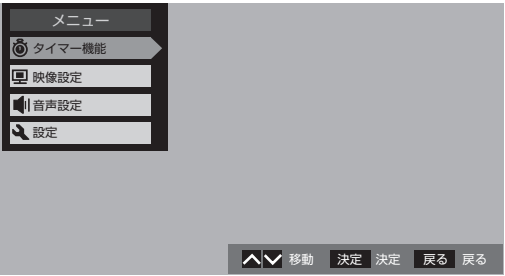 メニュー
タイマー機能
映像設定
音声設定
設定
移動 決定 決定 戻る 戻る